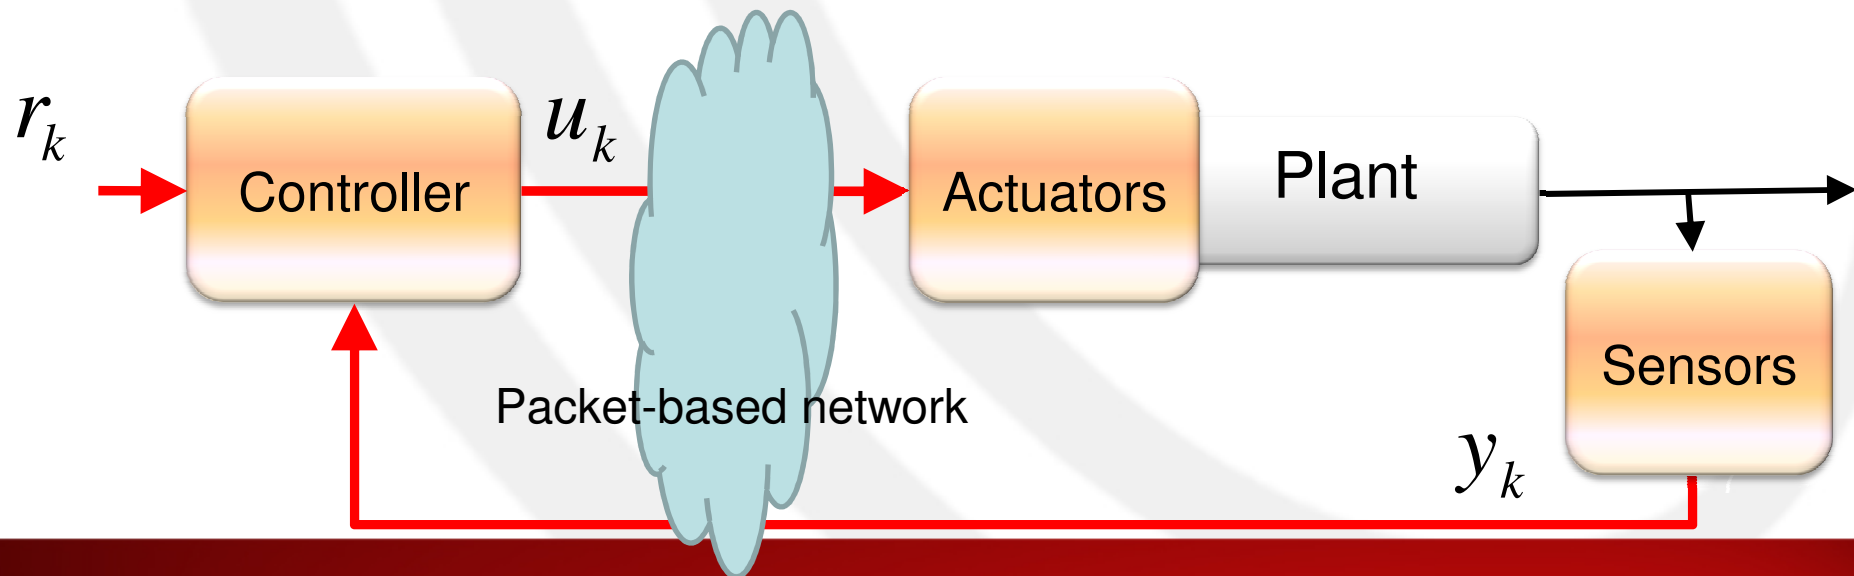 r_k
Controller
u_k
Actuators
Plant
Sensors
Packet-based network
y_k